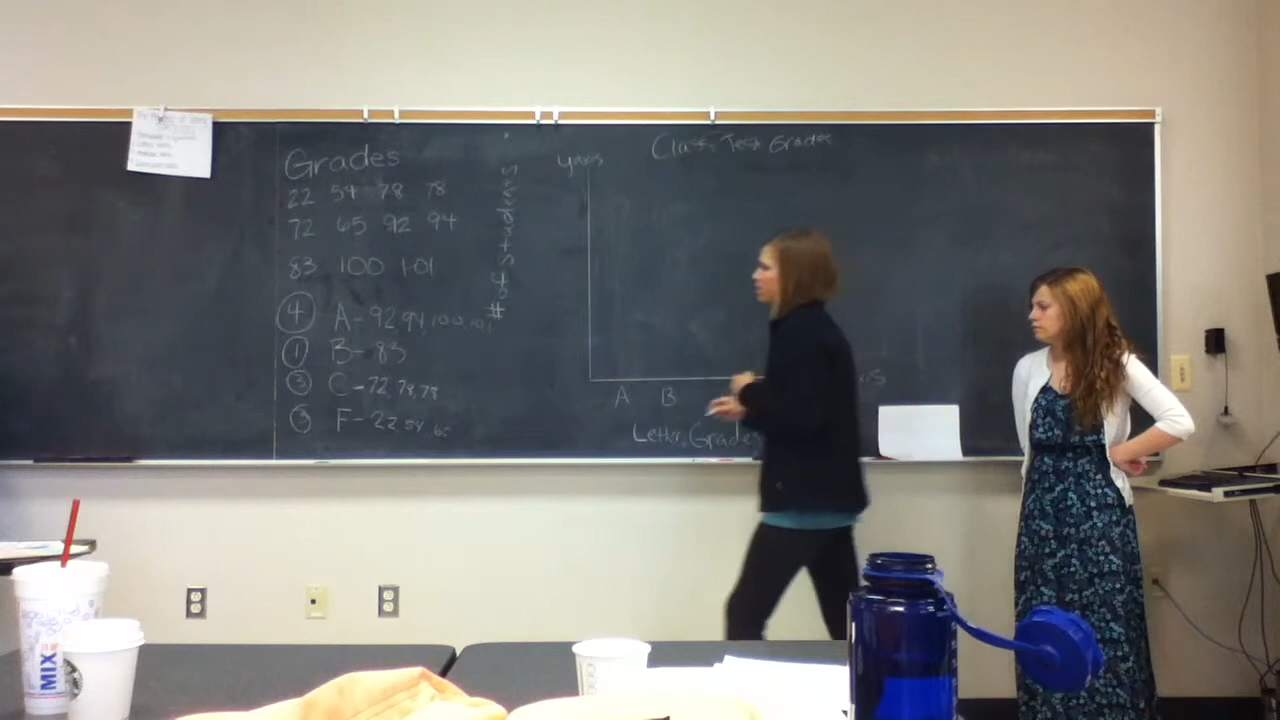 Grades
22 54 78 78
72 65 92 94
83 100 101
④ A-92 94, 100, 101
① B-83
③ C-72, 78, 78
③ F-22 54, 65
# of Students
Class Test Grades
A B
Letter Grades
MIX